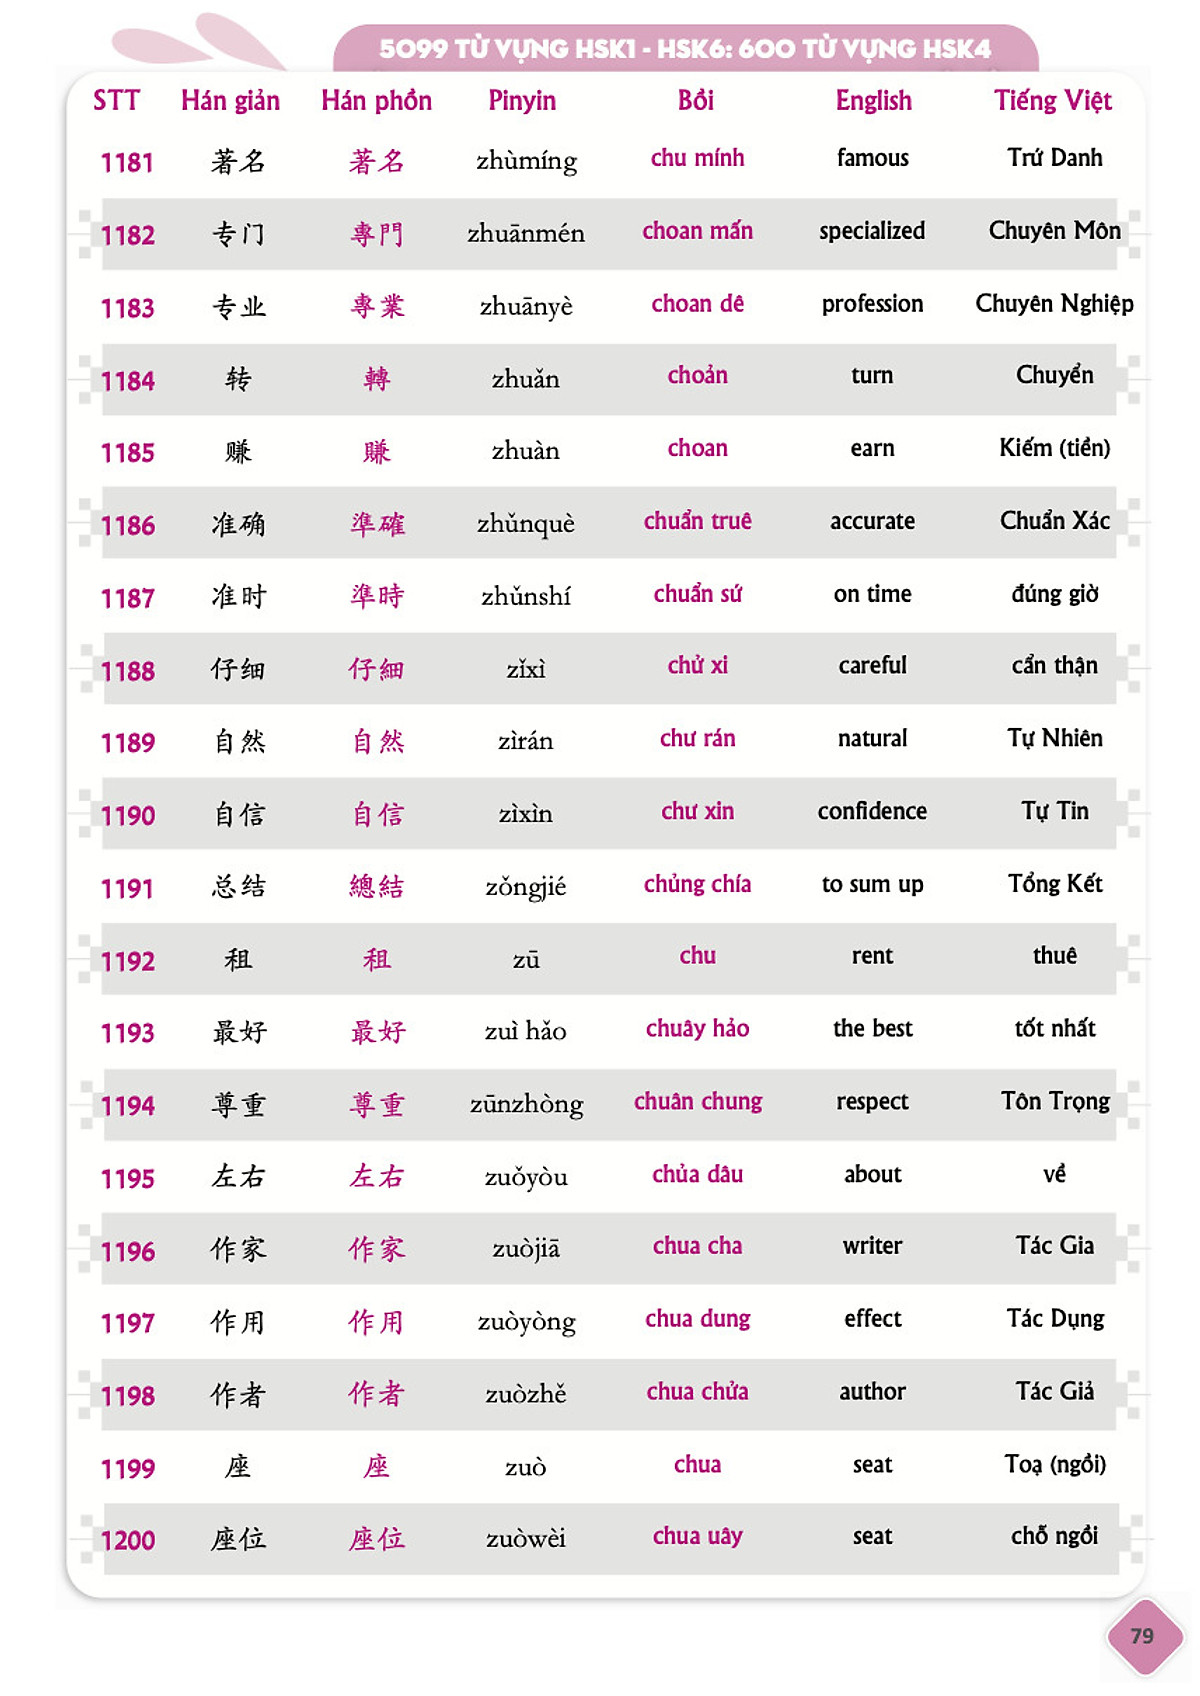 5099 TỪ VỰNG HSK1 - HSK6: 600 TỪ VỰNG HSK4
STT Hán giản Hán phồn Pinyin Bồi English Tiếng Việt
1181 著名 著名 zhùmíng chu mính famous Trứ Danh
1182 专门 專門 zhuānmén choan mấn specialized Chuyên Môn
1183 专业 專業 zhuānyè choan dê profession Chuyên Nghiệp
1184 转 轉 zhuǎn choản turn Chuyển
1185 赚 賺 zhuàn choan earn Kiếm (tiền)
1186 准确 準確 zhǔnquè chuẩn truê accurate Chuẩn Xác
1187 准时 準時 zhǔnshí chuẩn sứ on time đúng giờ
1188 仔细 仔細 zǐxì chử xi careful cẩn thận
1189 自然 自然 zìrán chư rán natural Tự Nhiên
1190 自信 自信 zìxìn chư xin confidence Tự Tin
1191 总结 總結 zǒngjié chủng chía to sum up Tổng Kết
1192 租 租 zū chu rent thuê
1193 最好 最好 zuì hǎo chuây hảo the best tốt nhất
1194 尊重 尊重 zūnzhòng chuân chung respect Tôn Trọng
1195 左右 左右 zuǒyòu chủa dâu about về
1196 作家 作家 zuòjiā chua cha writer Tác Gia
1197 作用 作用 zuòyòng chua dung effect Tác Dụng
1198 作者 作者 zuòzhě chua chửa author Tác Giả
1199 座 座 zuò chua seat Toạ (ngồi)
1200 座位 座位 zuòwèi chua uây seat chỗ ngồi
79